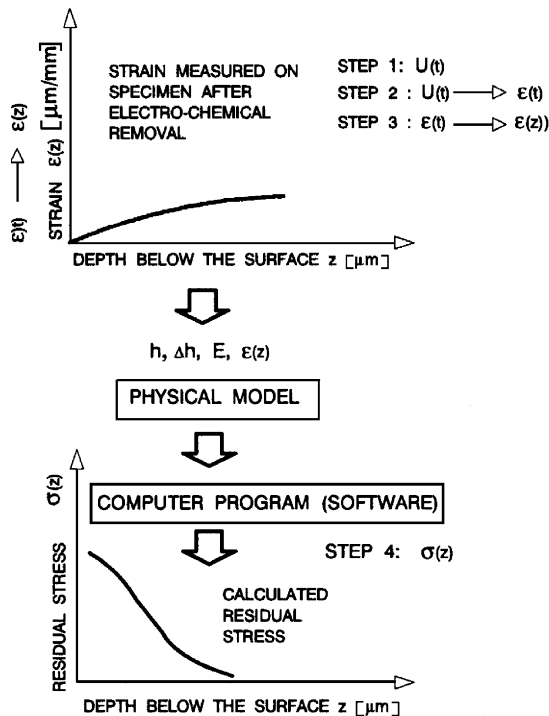 STRAIN MEASURED ON
SPECIMEN AFTER
ELECTRO-CHEMICAL
REMOVAL
STEP 1: U(t)
STEP 2 : U(t) → ε(t)
STEP 3 : ε(t) → ε(z))
ε)t) → ε(z)
STRAIN ε(z) [μm/mm]
DEPTH BELOW THE SURFACE z [μm]
h, Δh, E, ε(z)
PHYSICAL MODEL
COMPUTER PROGRAM (SOFTWARE)
STEP 4: σ(z)
RESIDUAL STRESS σ(z)
CALCULATED
RESIDUAL
STRESS
DEPTH BELOW THE SURFACE z [μm]